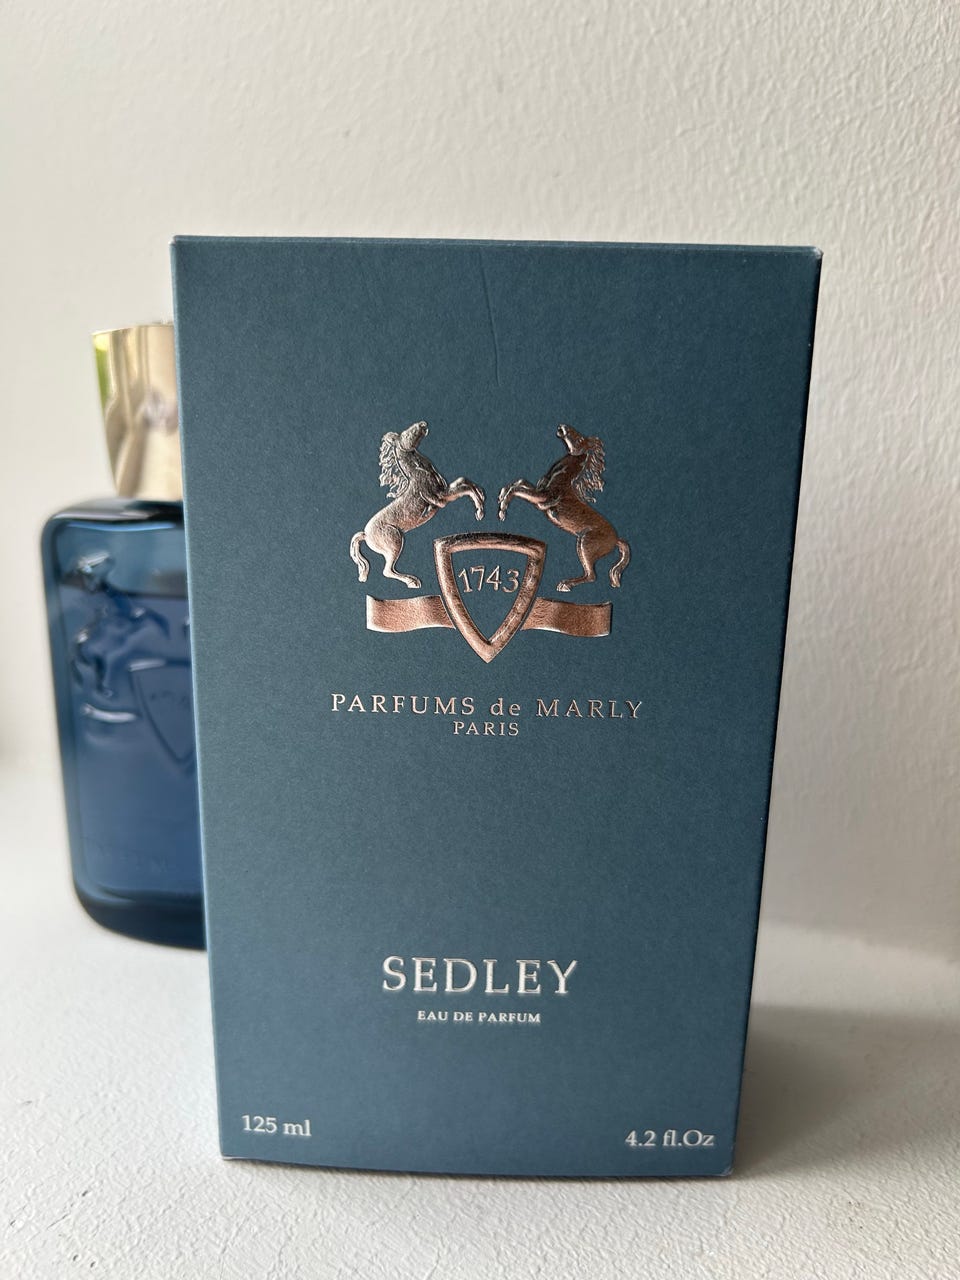 1743
PARFUMS de MARLY
PARIS
SEDLEY
EAU DE PARFUM
125 ml
4.2 fl.Oz